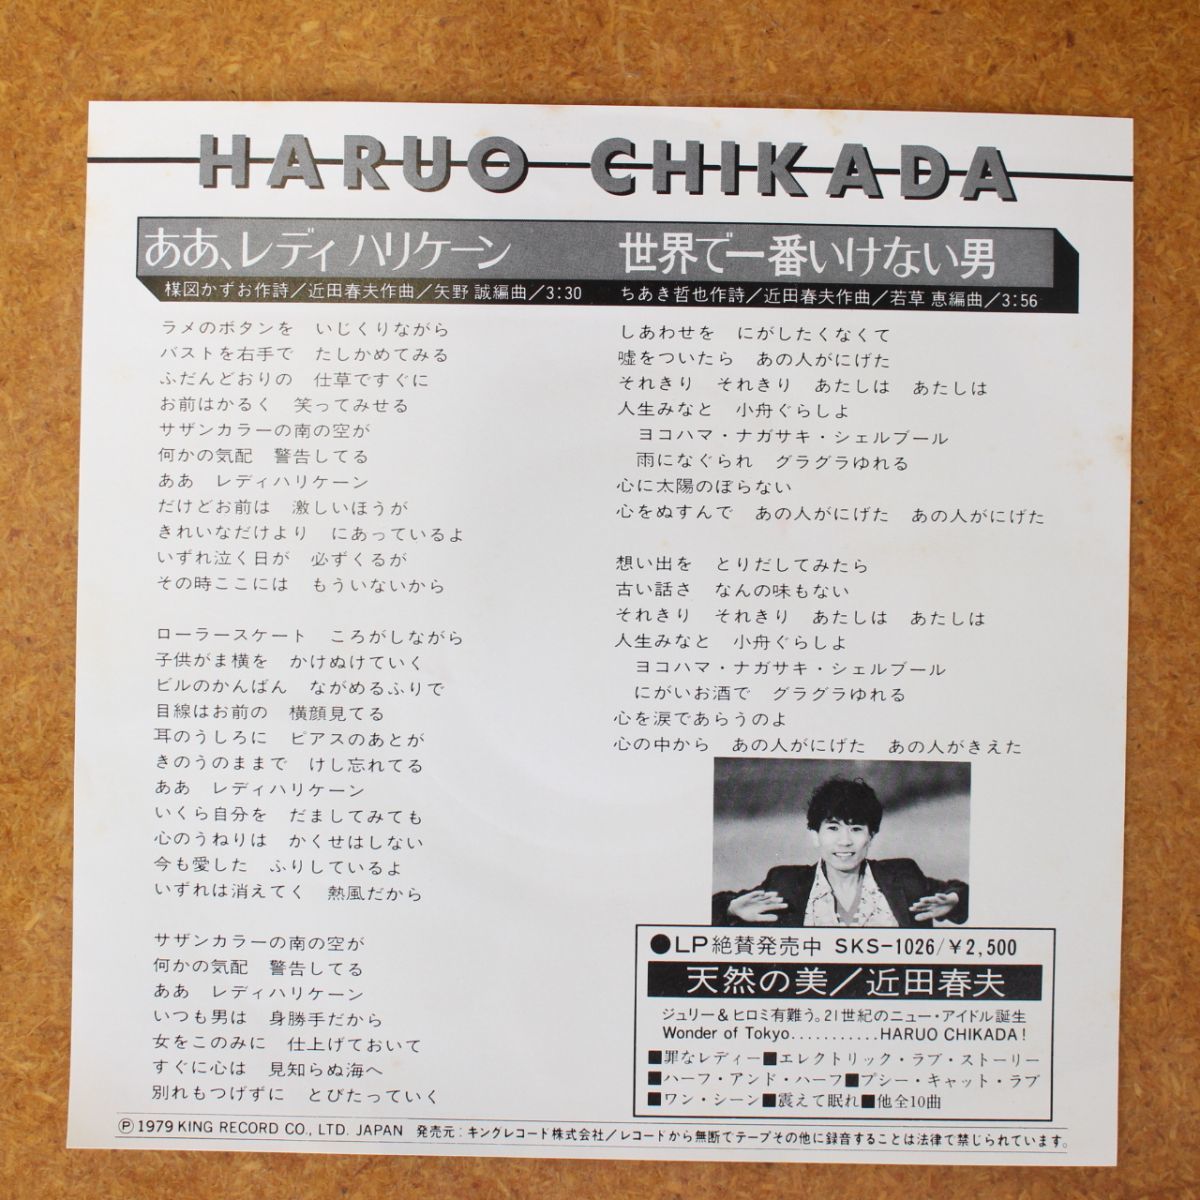 HARUO CHIKADA
ああ、レディ ハリケーン
楳図かずお作詩/近田春夫作曲/矢野 誠編曲/3:30
ラメのボタンを　いじくりながら
バストを右手で　たしかめてみる
ふだんどおりの　仕草ですぐに
お前はかるく　笑ってみせる
サザンカラーの南の空が
何かの気配　警告してる
ああ　レディハリケーン
だけどお前は　激しいほうが
きれいなだけより　にあっているよ
いずれ泣く日が　必ずくるが
その時ここには　もういないから
ローラースケート　ころがしながら
子供がま横を　かけぬけていく
ビルのかんばん　ながめるふりで
目線はお前の　横顔見てる
耳のうしろに　ピアスのあとが
きのうのままで　けし忘れてる
ああ　レディハリケーン
いくら自分を　だましてみても
心のうねりは　かくせはしない
今も愛した　ふりしているよ
いずれは消えてく　熱風だから
サザンカラーの南の空が
何かの気配　警告してる
ああ　レディハリケーン
いつも男は　身勝手だから
女をこのみに　仕上げておいて
すぐに心は　見知らぬ海へ
別れもつげずに　とびたっていく
世界で一番いけない男
ちあき哲也作詩/近田春夫作曲/若草 恵編曲/3:56
しあわせを　にがしたくなくて
嘘をついたら　あの人がにげた
それきり　それきり　あたしは　あたしは
人生みなと　小舟ぐらしよ
ヨコハマ・ナガサキ・シェルブール
雨になぐられ　グラグラゆれる
心に太陽のぼらない
心をぬすんで　あの人がにげた　あの人がにげた
想い出を　とりだしてみたら
古い話さ　なんの味もない
それきり　それきり　あたしは　あたしは
人生みなと　小舟ぐらしよ
ヨコハマ・ナガサキ・シェルブール
にがいお酒で　グラグラゆれる
心を涙であらうのよ
心の中から　あの人がにげた　あの人がきえた
●LP絶賛発売中 SKS-1026/¥2,500
天然の美/近田春夫
ジュリー&ヒロミ有難う。21世紀のニュー・アイドル誕生
Wonder of Tokyo...........HARUO CHIKADA!
■罪なレディー■エレクトリック・ラブ・ストーリー
■ハーフ・アンド・ハーフ■プシー・キャット・ラブ
■ワン・シーン■震えて眠れ■他全10曲
Ⓟ1979 KING RECORD CO., LTD. JAPAN　発売元:キングレコード株式会社/レコードから無断でテープその他に録音することは法律で禁じられています。